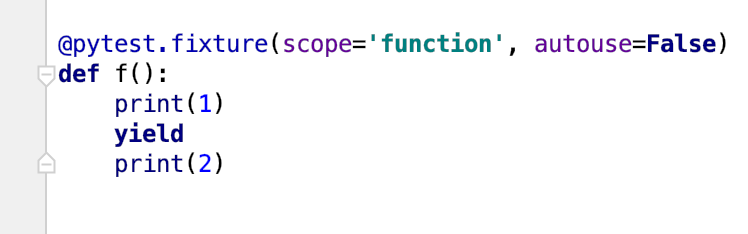 @pytest.fixture(scope='function', autouse=False)
def f():
    print(1)
    yield
    print(2)